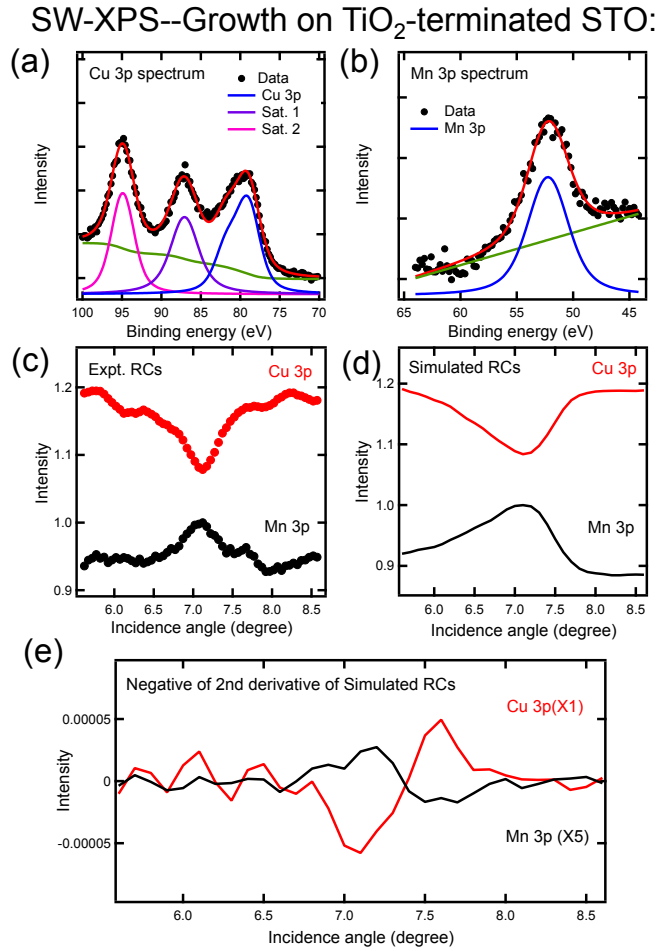 SW-XPS--Growth on TiO₂-terminated STO:
(a)
Cu 3p spectrum
Data
Cu 3p
Sat. 1
Sat. 2
Intensity
100 95 90 85 80 75 70
Binding energy (eV)
(b)
Mn 3p spectrum
Data
Mn 3p
Intensity
65 60 55 50 45
Binding energy (eV)
(c)
Expt. RCs
Cu 3p
Mn 3p
Intensity
1.2
1.1
1.0
0.9
6.0 6.5 7.0 7.5 8.0 8.5
Incidence angle (degree)
(d)
Simulated RCs
Cu 3p
Mn 3p
Intensity
1.2
1.1
1.0
0.9
6.0 6.5 7.0 7.5 8.0 8.5
Incidence angle (degree)
(e)
Negative of 2nd derivative of Simulated RCs
Cu 3p(X1)
Mn 3p (X5)
Intensity
0.00005
0
-0.00005
6.0 6.5 7.0 7.5 8.0 8.5
Incidence angle (degree)